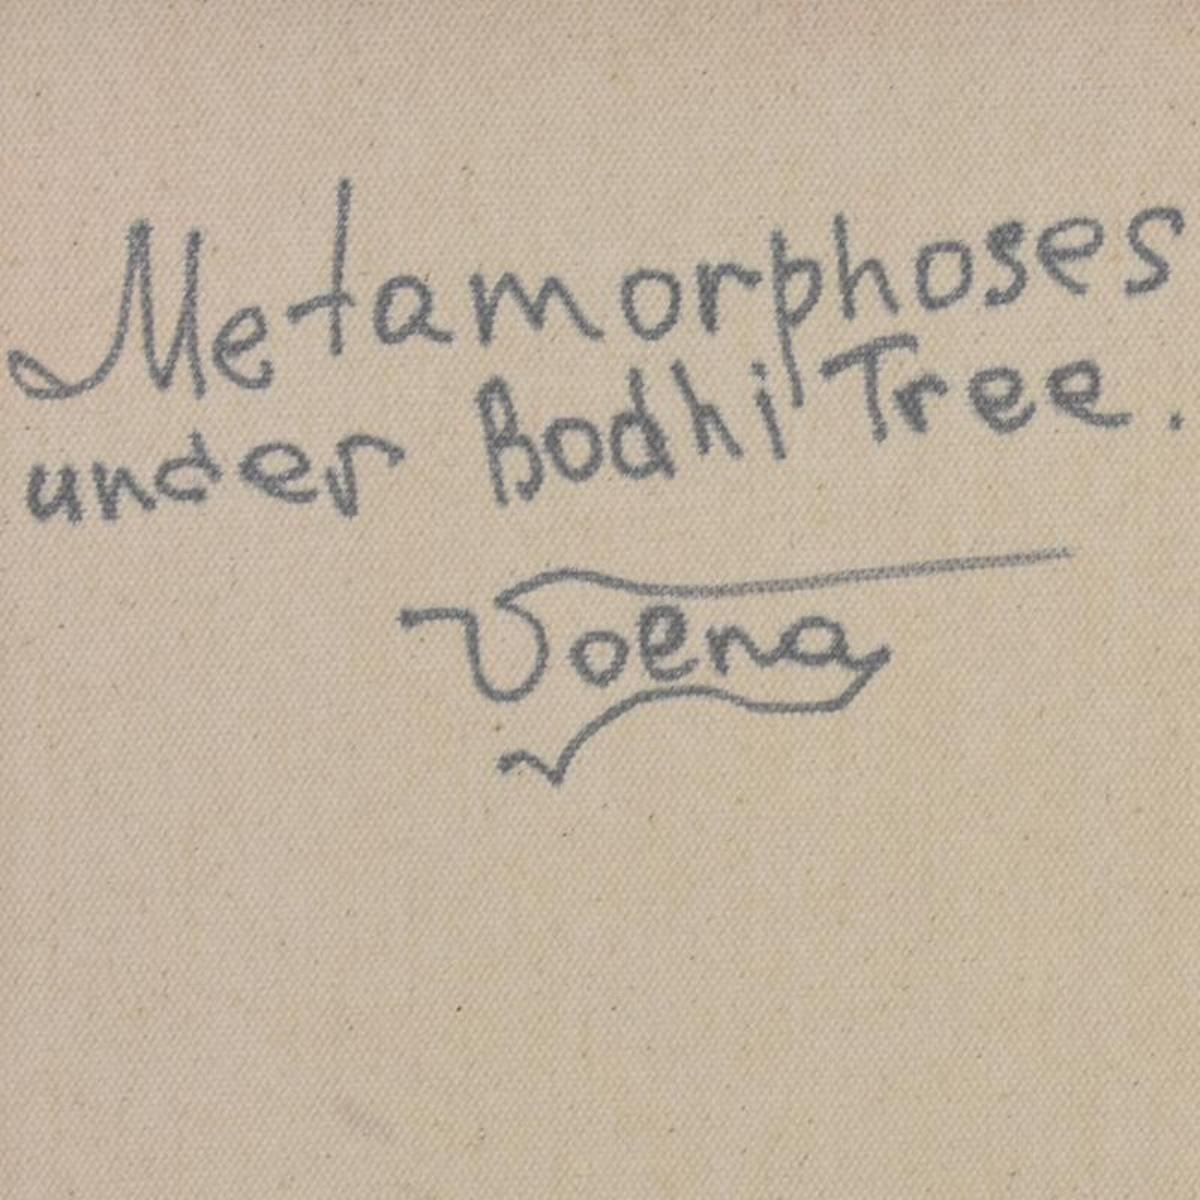 Metamorphoses
under Bodhi Tree.
Voena